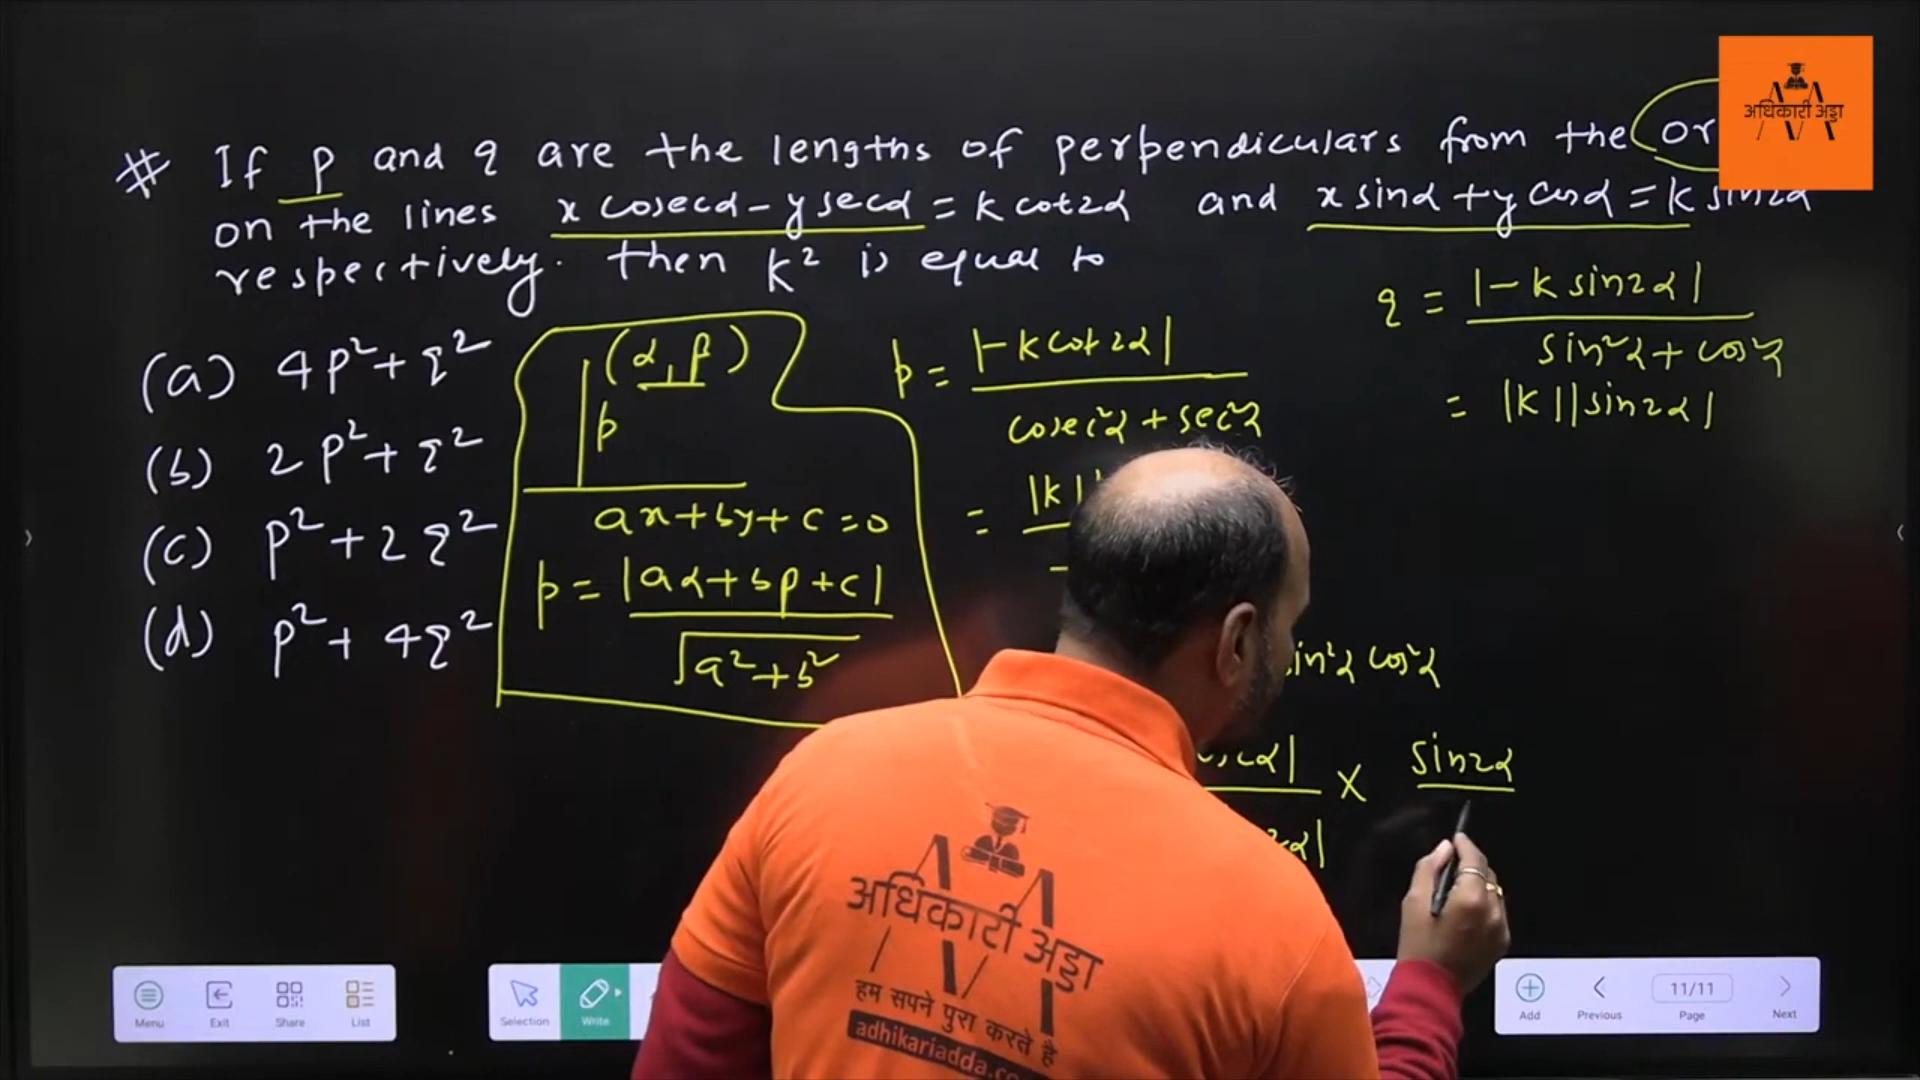 # If p and q are the lengths of perpendiculars from the or
on the lines x cosecα - y secα = k cot2α and x sinα + y cosα = k sin2α
respectively. then k² is equal to
(a) 4p² + q²
(b) 2p² + q²
(c) p² + 2q²
(d) p² + 4q²
(α, β)
p
ax + by + c = 0
p = |aα + bβ + c|
√a² + b²
p = |-k cot2α|
cosec²α + sec²α
= |k|
q = |-k sin2α|
sin²α + cos²α
= |k||sin2α|
sin²α cos²α
α| × sin2α
α|
अधिकारी अड्डा
अधिकारी अड्डा
हम सपने पुरा करते है
adhikariadda.co
Menu Exit Share List
Selection Write
Add Previous 11/11 Page Next